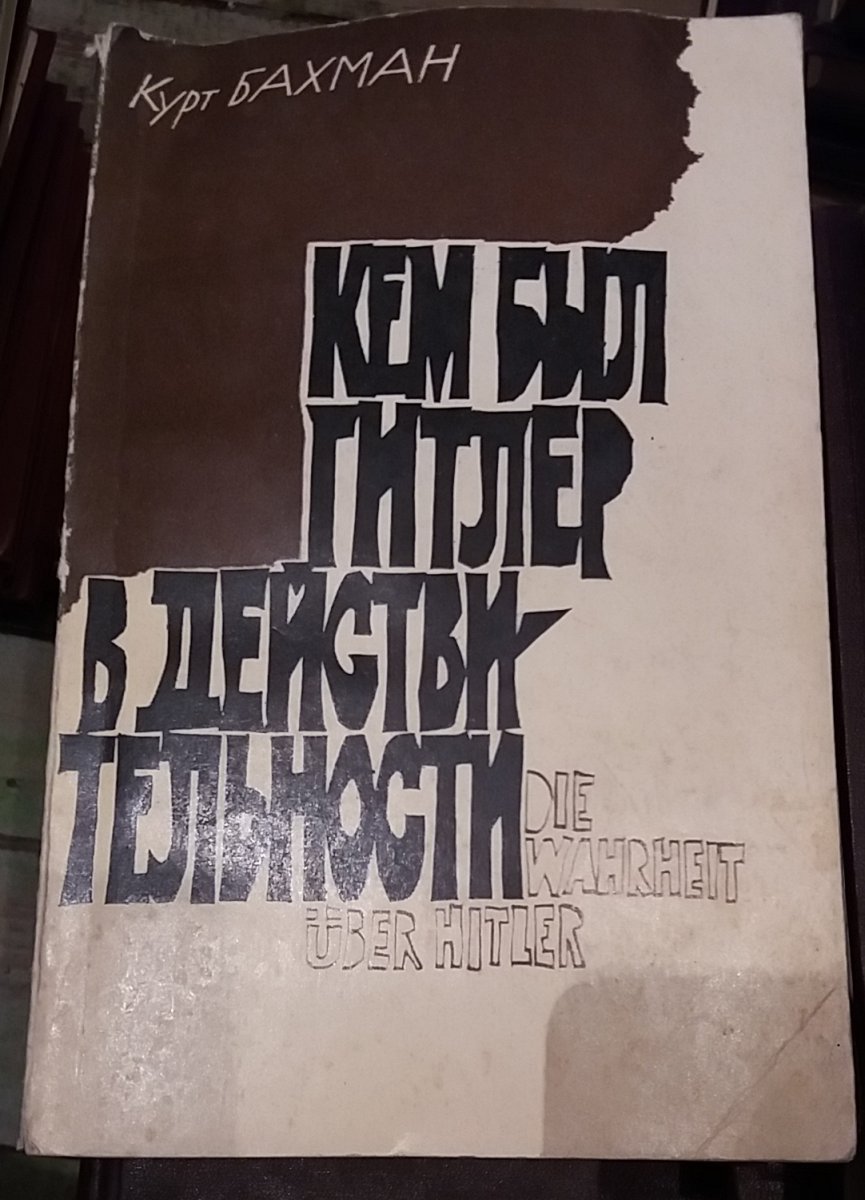 Курт БАХМАН
КЕМ БЫЛ
ГИТЛЕР
В ДЕЙСТВИ-
ТЕЛЬНОСТИ
DIE
WAHRHEIT
ÜBER HITLER